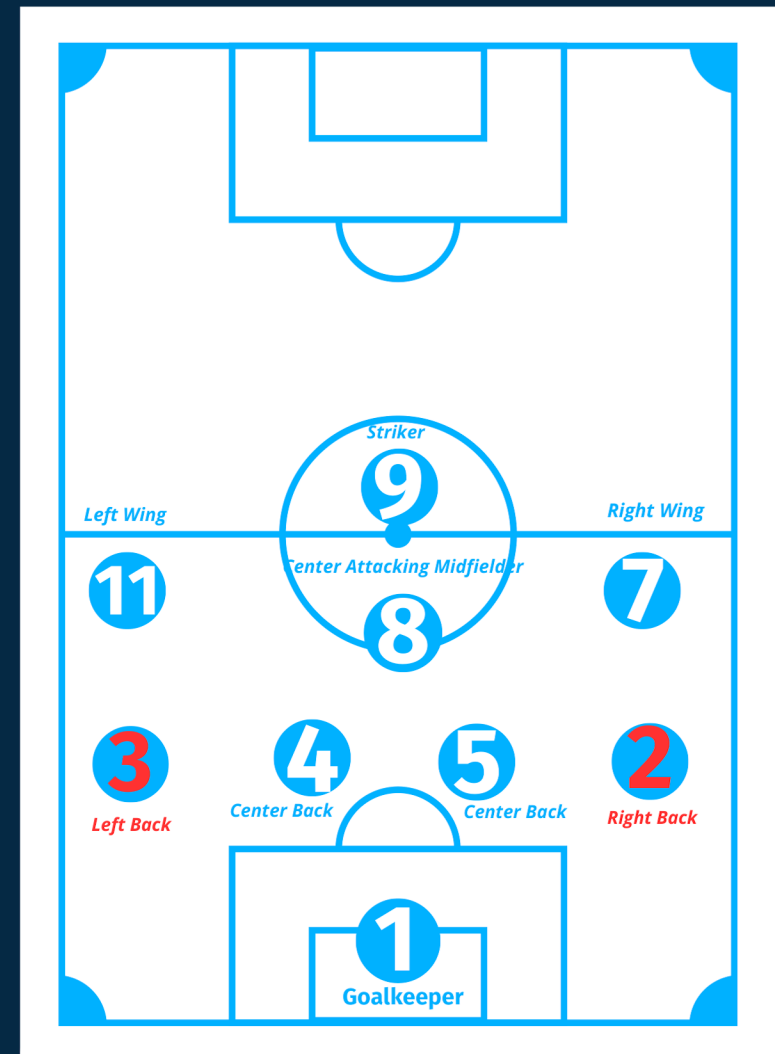 Striker
9
Left Wing
Right Wing
Center Attacking Midfielder
11
7
8
3
4
5
2
Left Back
Center Back
Center Back
Right Back
1
Goalkeeper